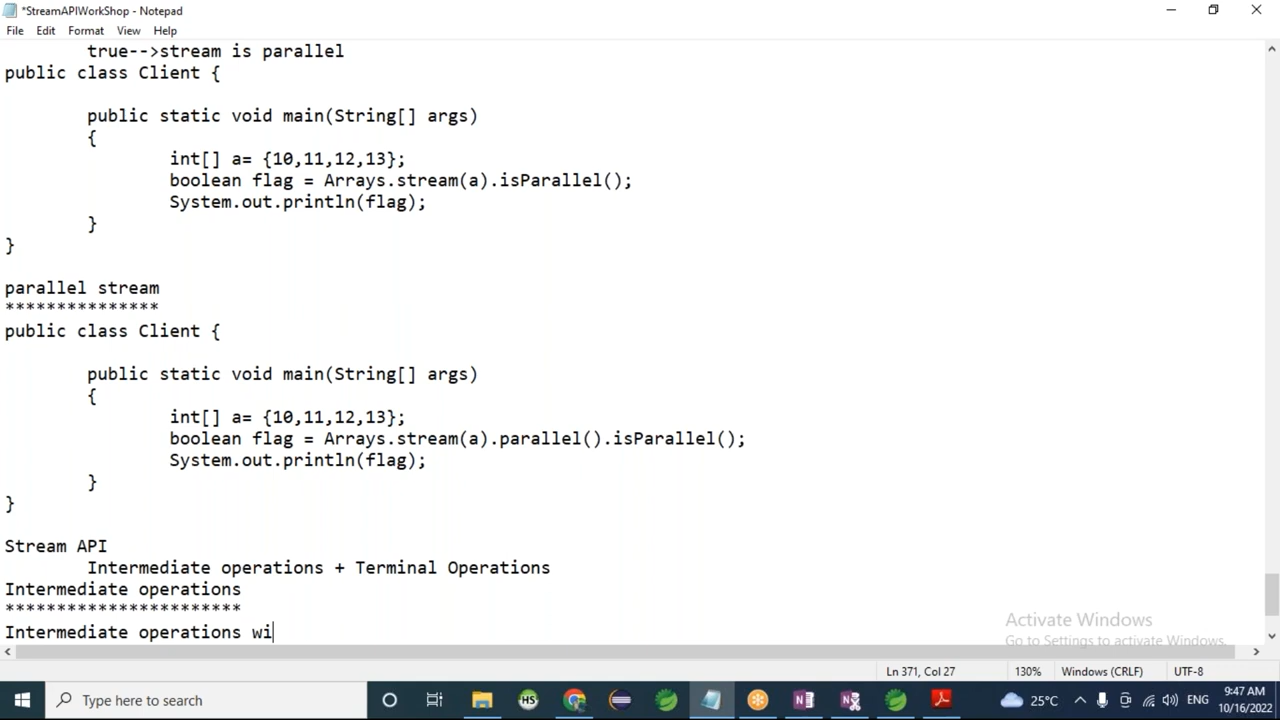 *StreamAPIWorkShop - Notepad
File Edit Format View Help
true-->stream is parallel
public class Client {
public static void main(String[] args)
{
int[] a= {10,11,12,13};
boolean flag = Arrays.stream(a).isParallel();
System.out.println(flag);
}
}
parallel stream
***************
public class Client {
public static void main(String[] args)
{
int[] a= {10,11,12,13};
boolean flag = Arrays.stream(a).parallel().isParallel();
System.out.println(flag);
}
}
Stream API
Intermediate operations + Terminal Operations
Intermediate operations
***********************
Intermediate operations wi
Activate Windows
Go to Settings to activate Windows.
Ln 371, Col 27 130% Windows (CRLF) UTF-8
Type here to search
HS
N
N
25°C
ENG
9:47 AM
10/16/2022